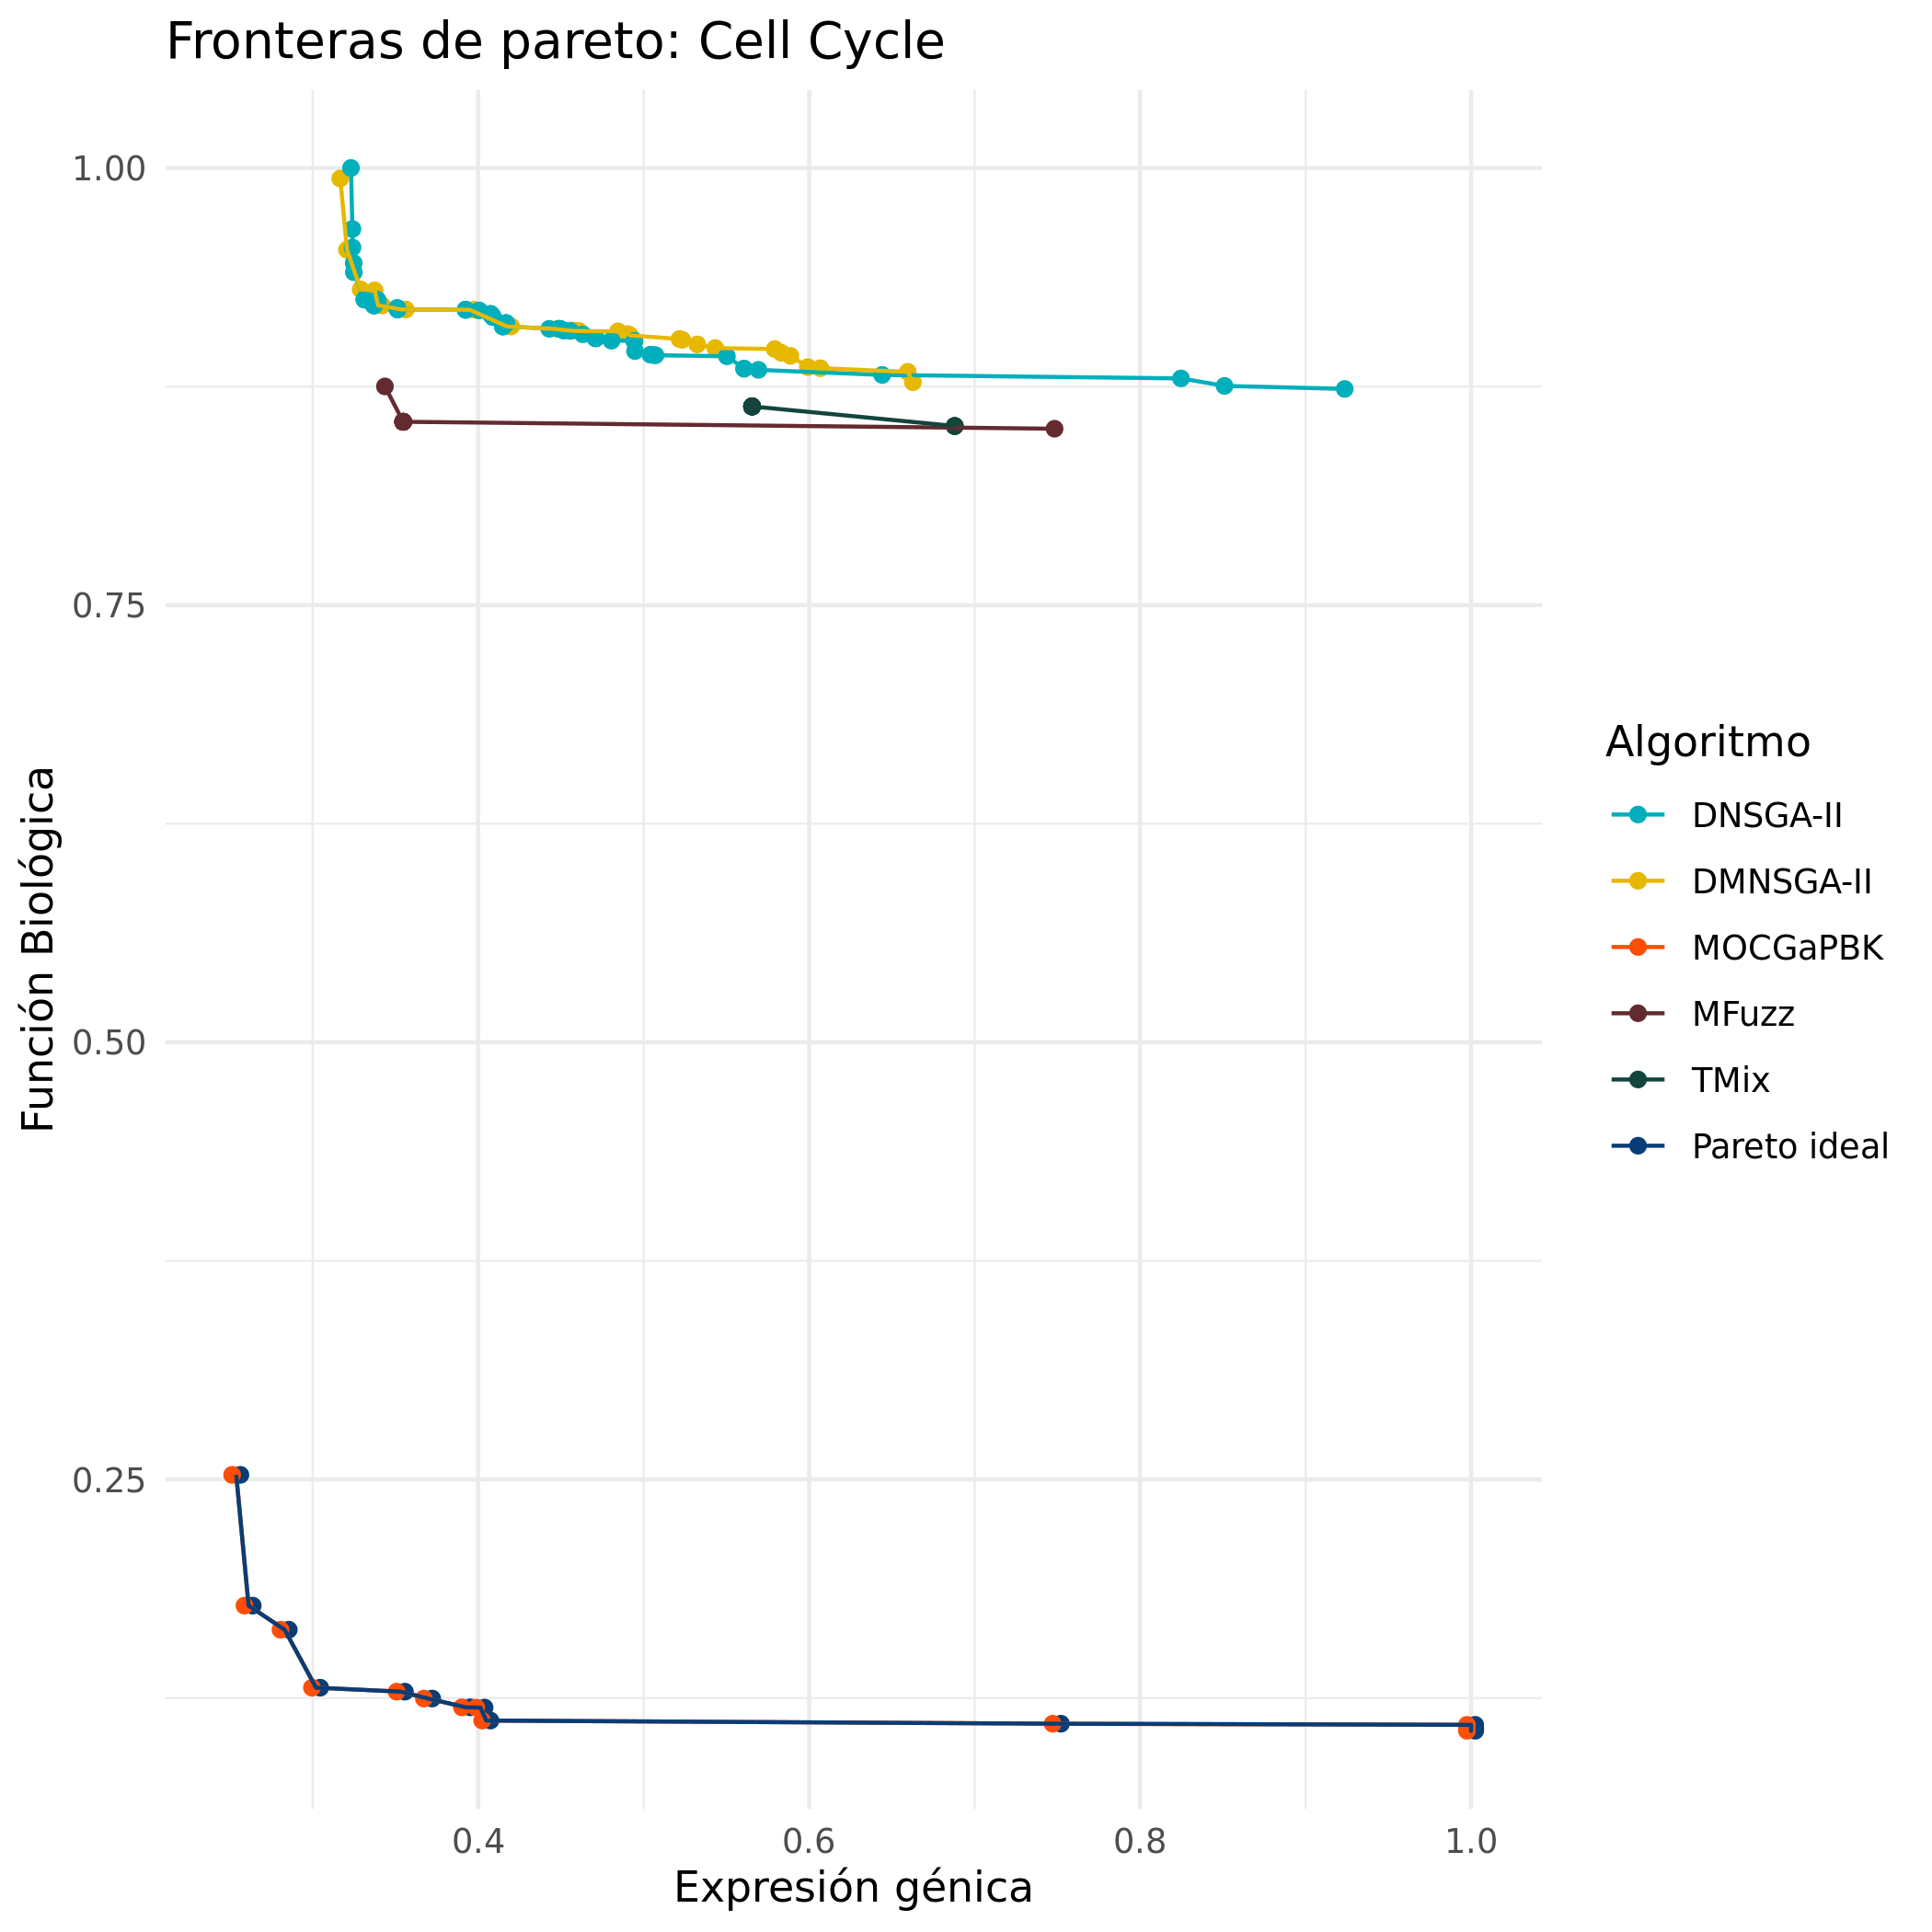 Fronteras de pareto: Cell Cycle
1.00
0.75
0.50
0.25
Función Biológica
0.4
0.6
0.8
1.0
Expresión génica
Algoritmo
DNSGA-II
DMNSGA-II
MOCGaPBK
MFuzz
TMix
Pareto ideal